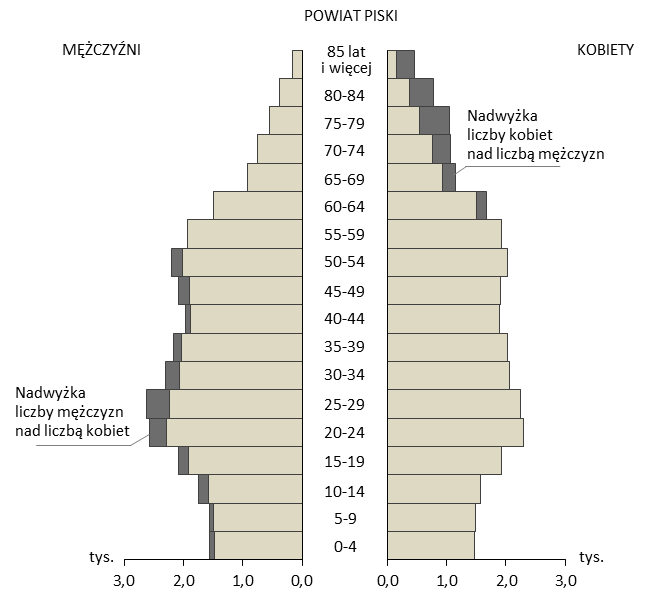 POWIAT PISKI
MĘŻCZYŹNI
KOBIETY
85 lat
i więcej
80-84
75-79
70-74
65-69
60-64
55-59
50-54
45-49
40-44
35-39
30-34
25-29
20-24
15-19
10-14
5-9
0-4
Nadwyżka
liczby kobiet
nad liczbą mężczyzn
Nadwyżka
liczby mężczyzn
nad liczbą kobiet
tys.
tys.
3,0 2,0 1,0 0,0
0,0 1,0 2,0 3,0